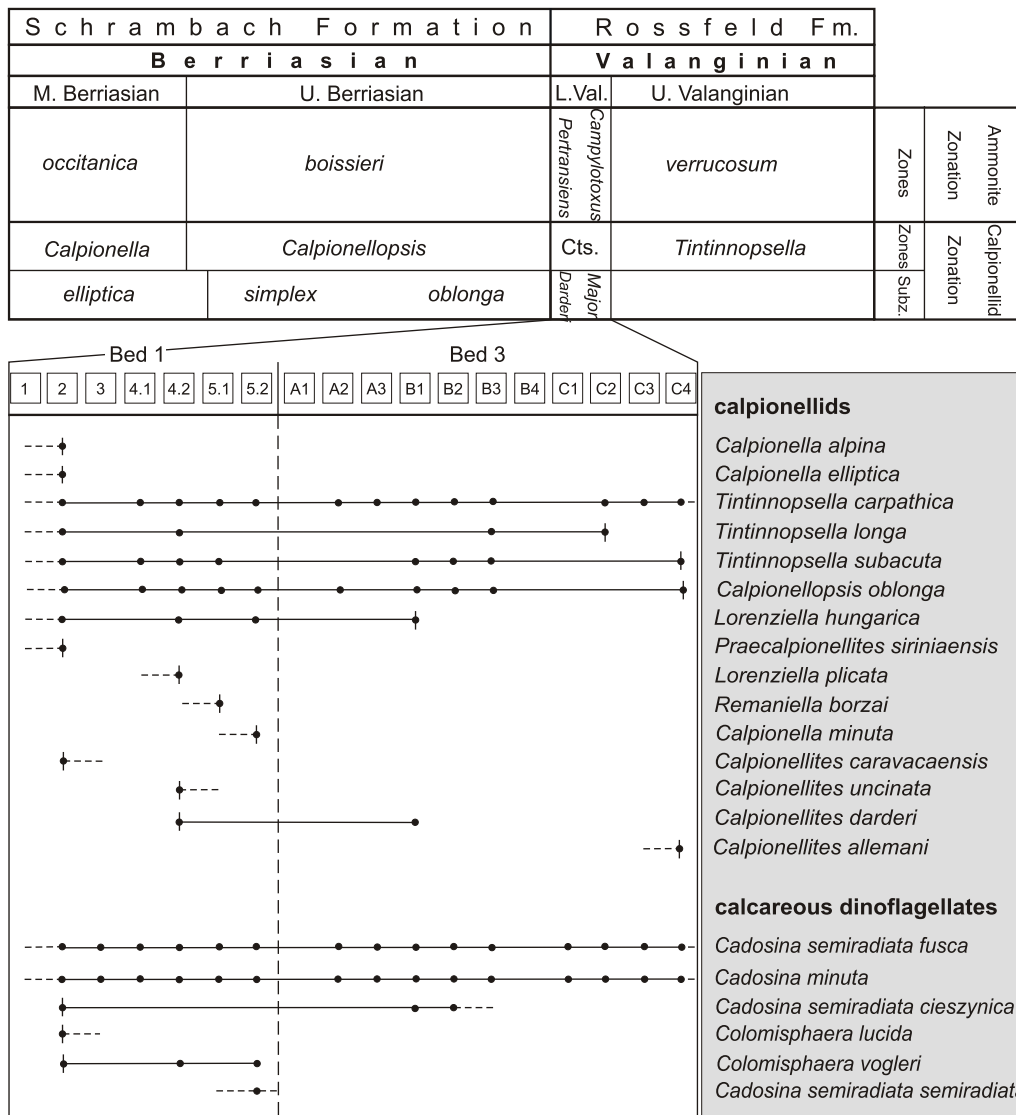 Schrambach Formation Rossfeld Fm.
Berriasian Valanginian
M. Berriasian U. Berriasian L.Val. U. Valanginian
occitanica boissieri Pertransiens Campylotoxus verrucosum Zones Zonation Ammonite
Calpionella Calpionellopsis Cts. Tintinnopsella Zones Zonation Calpionellid
elliptica simplex oblonga Darderi Major Subz.
Bed 1 Bed 3
1 2 3 4.1 4.2 5.1 5.2 A1 A2 A3 B1 B2 B3 B4 C1 C2 C3 C4
calpionellids
Calpionella alpina
Calpionella elliptica
Tintinnopsella carpathica
Tintinnopsella longa
Tintinnopsella subacuta
Calpionellopsis oblonga
Lorenziella hungarica
Praecalpionellites siriniaensis
Lorenziella plicata
Remaniella borzai
Calpionella minuta
Calpionellites caravacaensis
Calpionellites uncinata
Calpionellites darderi
Calpionellites allemani
calcareous dinoflagellates
Cadosina semiradiata fusca
Cadosina minuta
Cadosina semiradiata cieszynica
Colomisphaera lucida
Colomisphaera vogleri
Cadosina semiradiata semiradiata